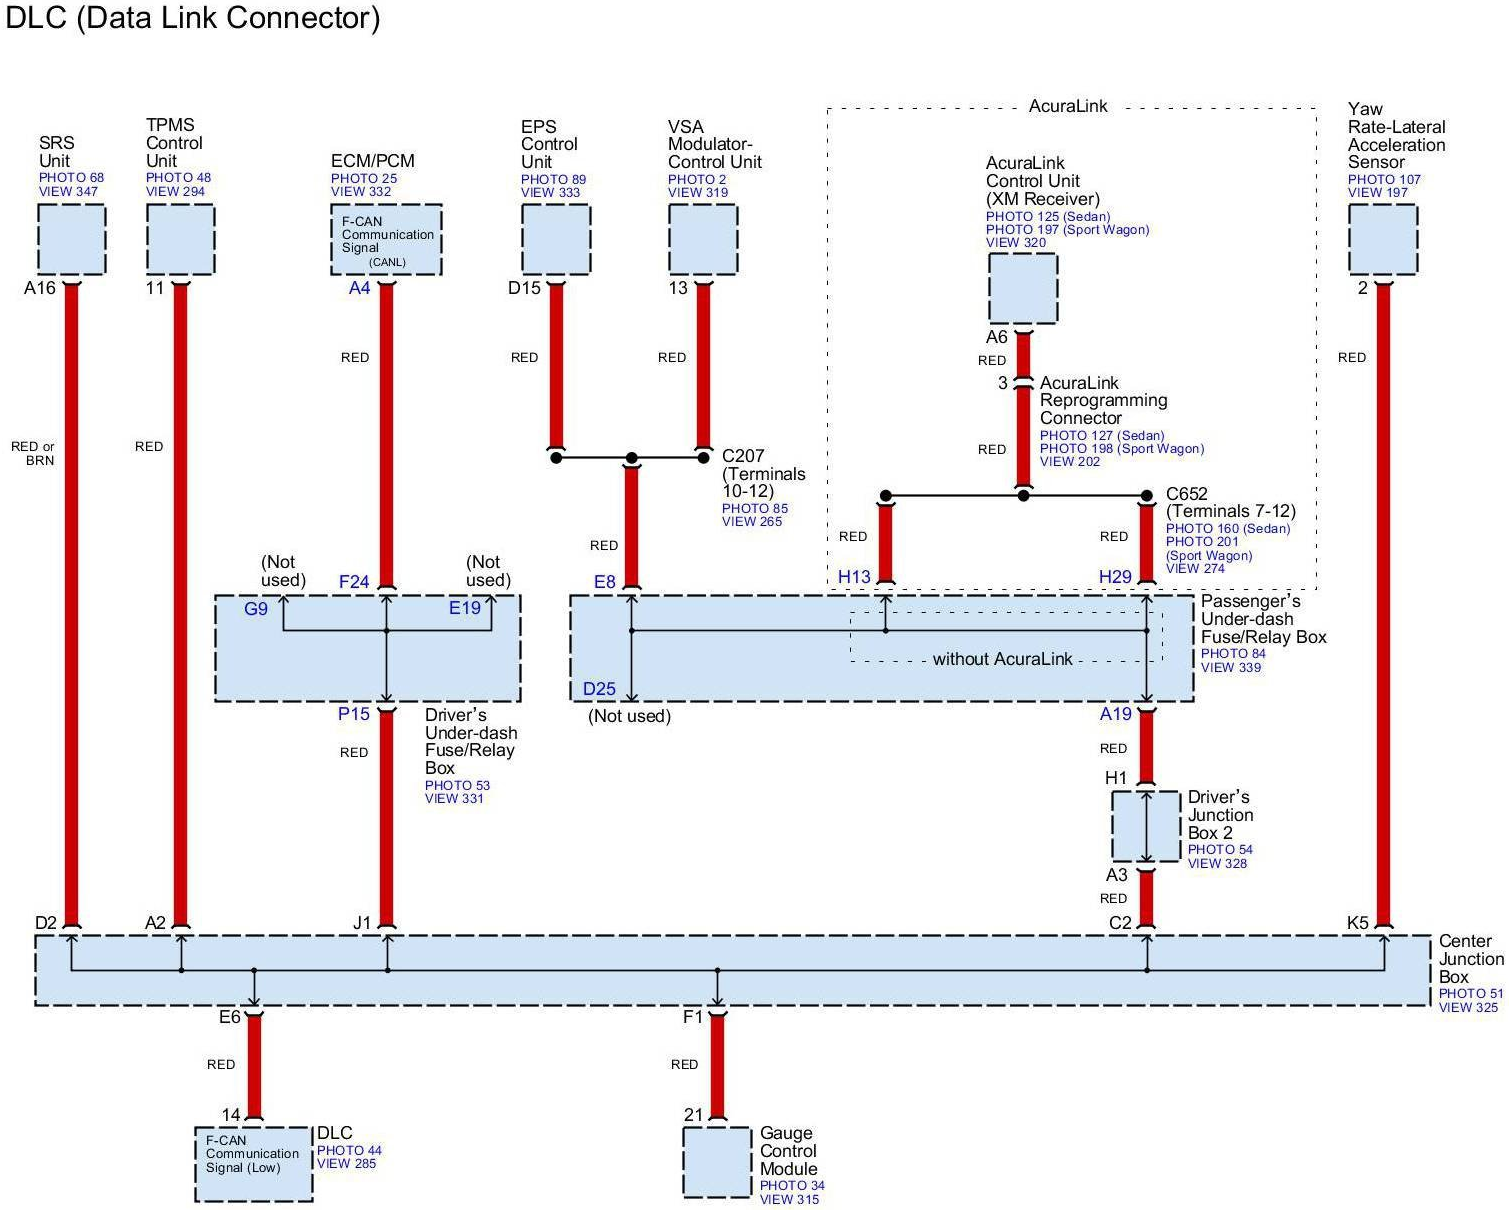 DLC (Data Link Connector)
SRS
Unit
PHOTO 68
VIEW 347
TPMS
Control
Unit
PHOTO 48
VIEW 294
ECM/PCM
PHOTO 25
VIEW 332
F-CAN
Communication
Signal
(CANL)
EPS
Control
Unit
PHOTO 89
VIEW 333
VSA
Modulator-
Control Unit
PHOTO 2
VIEW 319
AcuraLink
AcuraLink
Control Unit
(XM Receiver)
PHOTO 125 (Sedan)
PHOTO 197 (Sport Wagon)
VIEW 320
Yaw
Rate-Lateral
Acceleration
Sensor
PHOTO 107
VIEW 197
A16
11
A4
D15
13
2
A6
RED
RED
RED
RED
RED
3
AcuraLink
Reprogramming
Connector
PHOTO 127 (Sedan)
PHOTO 198 (Sport Wagon)
VIEW 202
RED or
BRN
RED
RED
C207
(Terminals
10-12)
PHOTO 85
VIEW 265
C652
(Terminals 7-12)
PHOTO 160 (Sedan)
PHOTO 201
(Sport Wagon)
VIEW 274
RED
RED
RED
(Not
used)
F24
(Not
used)
E8
H13
H29
G9
E19
Passenger's
Under-dash
Fuse/Relay Box
PHOTO 84
VIEW 339
without AcuraLink
D25
(Not used)
P15
RED
Driver's
Under-dash
Fuse/Relay
Box
PHOTO 53
VIEW 331
A19
RED
H1
Driver's
Junction
Box 2
PHOTO 54
VIEW 328
A3
RED
D2
A2
J1
C2
K5
Center
Junction
Box
PHOTO 51
VIEW 325
E6
F1
RED
RED
14
21
F-CAN
Communication
Signal (Low)
DLC
PHOTO 44
VIEW 285
Gauge
Control
Module
PHOTO 34
VIEW 315